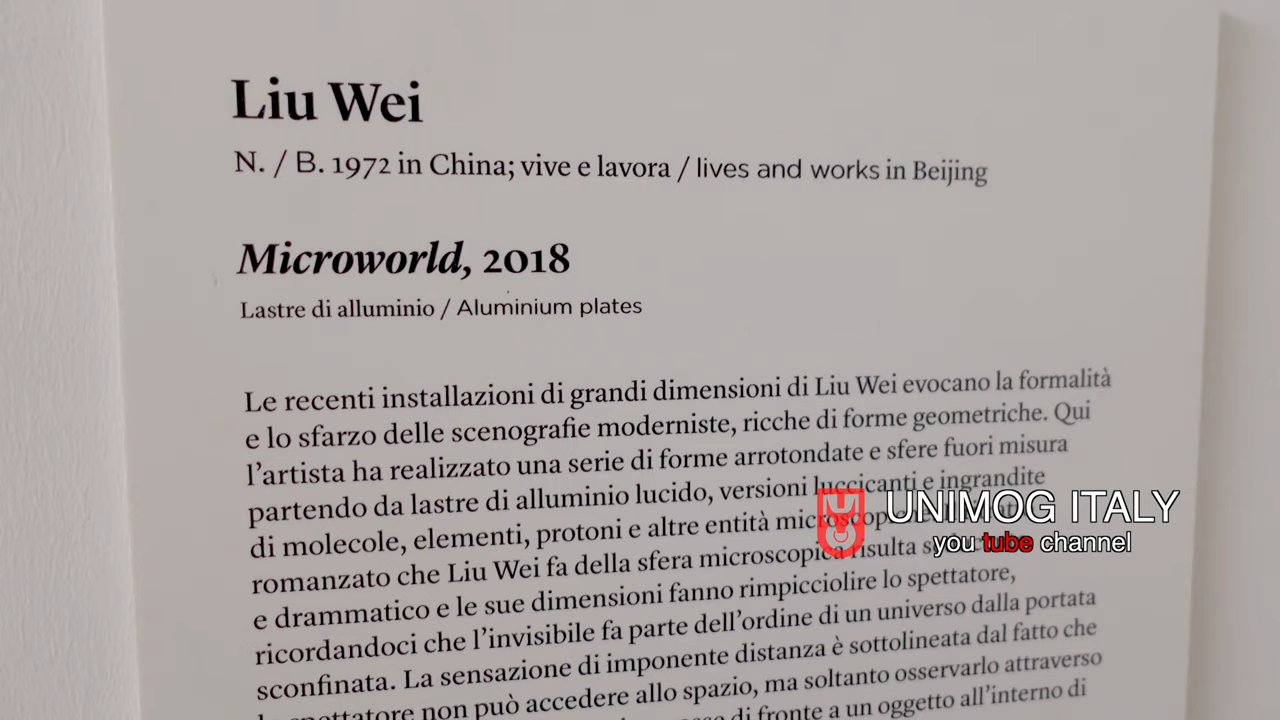 Liu Wei
N. / B. 1972 in China; vive e lavora / lives and works in Beijing
Microworld, 2018
Lastre di alluminio / Aluminium plates
Le recenti installazioni di grandi dimensioni di Liu Wei evocano la formalità
e lo sfarzo delle scenografie moderniste, ricche di forme geometriche. Qui
l'artista ha realizzato una serie di forme arrotondate e sfere fuori misura
partendo da lastre di alluminio lucido, versioni luccicanti e ingrandite
di molecole, elementi, protoni e altre entità
romanzato che Liu Wei fa della sfera microscopica risulta
e drammatico e le sue dimensioni fanno rimpicciolire lo spettatore,
ricordandoci che l'invisibile fa parte dell'ordine di un universo dalla portata
sconfinata. La sensazione di imponente distanza è sottolineata dal fatto che
spettatore non può accedere allo spazio, ma soltanto osservarlo attraverso
di fronte a un oggetto all'interno di
UNIMOG ITALY
you tube channel